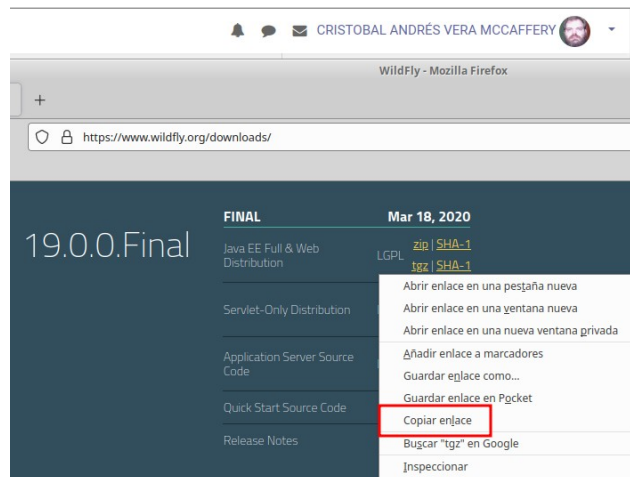 CRISTOBAL ANDRÉS VERA MCCAFFERY
WildFly - Mozilla Firefox
+
https://www.wildfly.org/downloads/
19.0.0.Final
FINAL Mar 18, 2020
Java EE Full & Web
Distribution
LGPL
zip | SHA-1
tgz | SHA-1
Servlet-Only Distribution
Application Server Source
Code
Quick Start Source Code
Release Notes
Abrir enlace en una pestaña nueva
Abrir enlace en una ventana nueva
Abrir enlace en una nueva ventana privada
Añadir enlace a marcadores
Guardar enlace como...
Guardar enlace en Pocket
Copiar enlace
Buscar "tgz" en Google
Inspeccionar